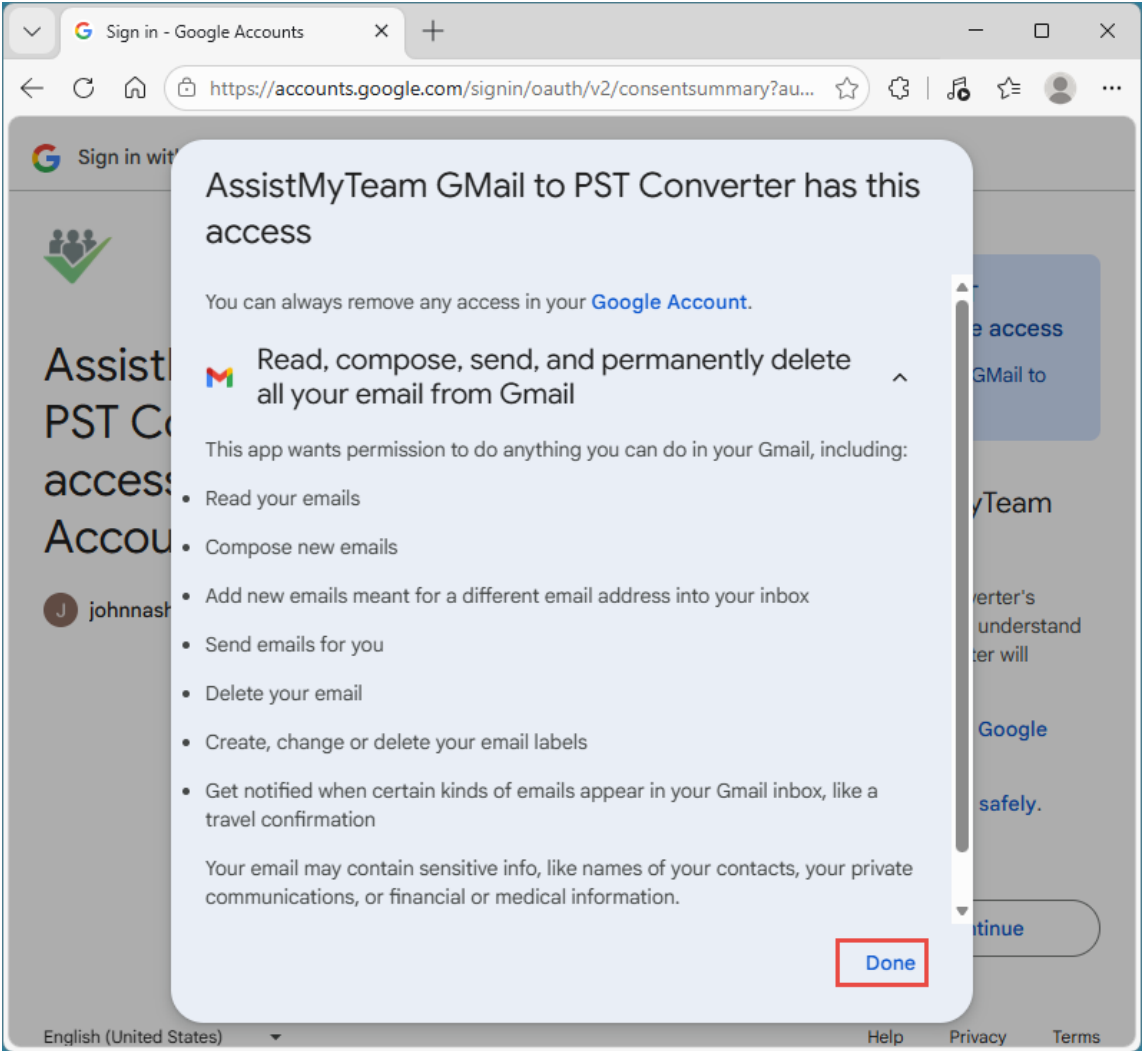 Sign in - Google Accounts
https://accounts.google.com/signin/oauth/v2/consentsummary?au...
Sign in wit
AssistMyTeam GMail to PST Converter has this
access
You can always remove any access in your Google Account.
Read, compose, send, and permanently delete
all your email from Gmail
This app wants permission to do anything you can do in your Gmail, including:
• Read your emails
• Compose new emails
• Add new emails meant for a different email address into your inbox
• Send emails for you
• Delete your email
• Create, change or delete your email labels
• Get notified when certain kinds of emails appear in your Gmail inbox, like a
travel confirmation
Your email may contain sensitive info, like names of your contacts, your private
communications, or financial or medical information.
Done
Assist
PST Co
access
Accou
J johnnash
e access
GMail to
yTeam
verter's
understand
ter will
Google
safely.
ntinue
English (United States)
Help Privacy Terms